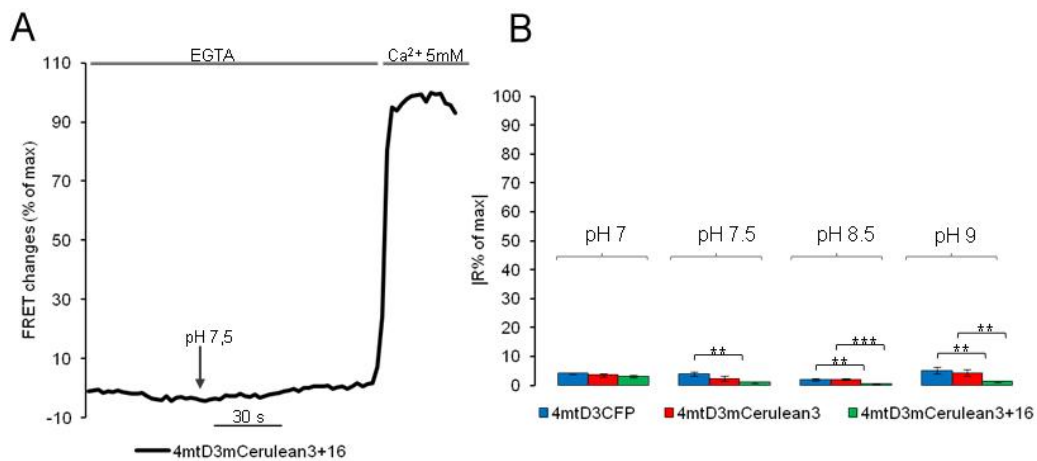 A
EGTA
Ca²⁺ 5mM
110
90
70
50
30
10
-10
FRET changes (% of max)
pH 7,5
30 s
4mtD3mCerulean3+16
B
100
90
80
70
60
50
40
30
20
10
0
|R% of max|
pH 7
pH 7.5
pH 8.5
pH 9
**
***
**
**
**
4mtD3CFP
4mtD3mCerulean3
4mtD3mCerulean3+16